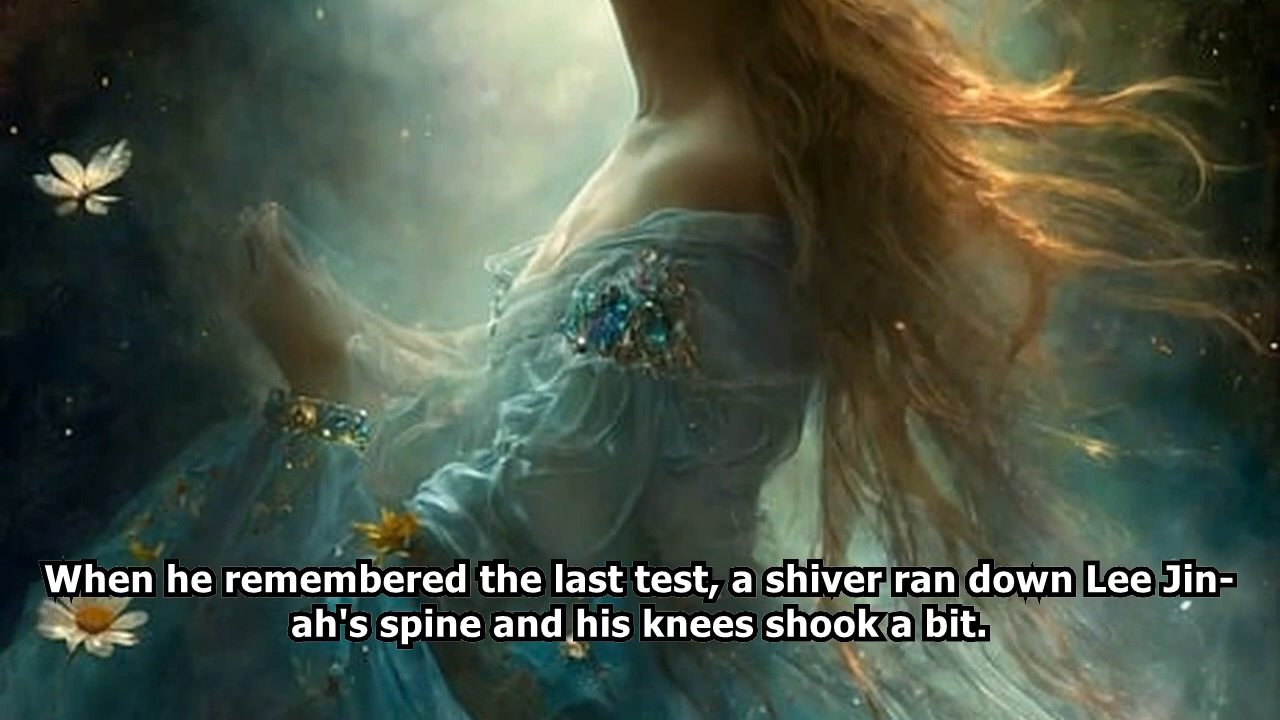 When he remembered the last test, a shiver ran down Lee Jin-
ah's spine and his knees shook a bit.